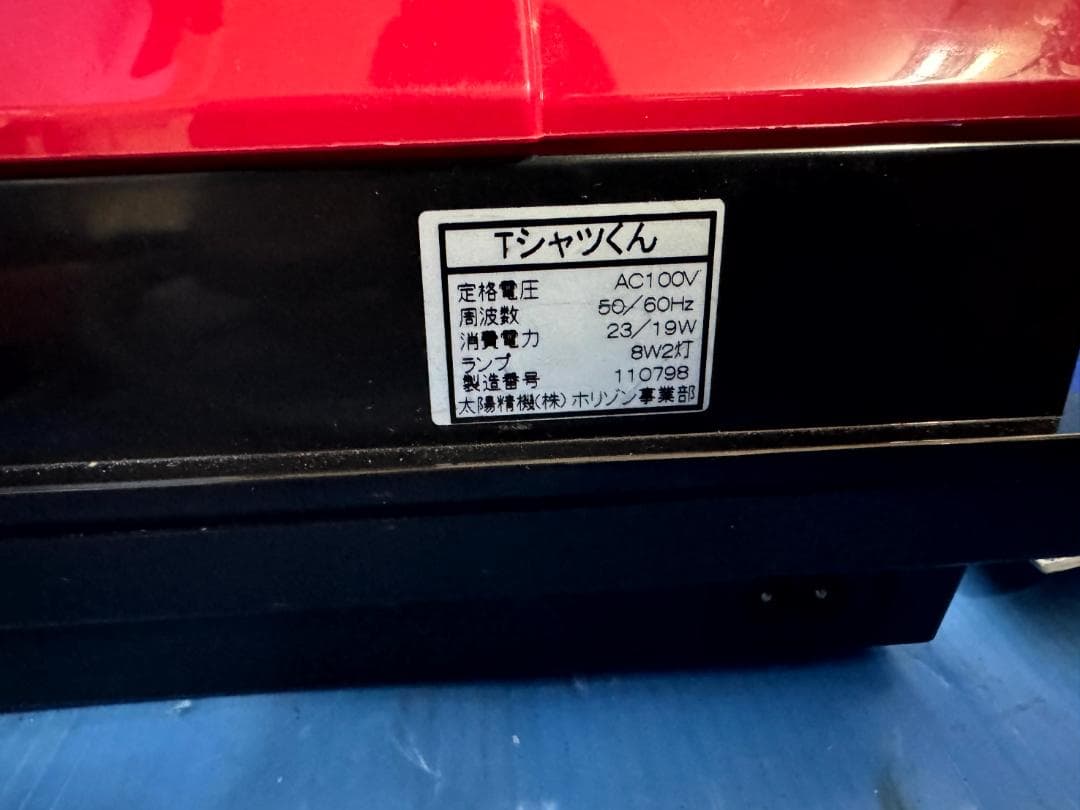 Tシャツくん
定格電圧 AC100V
周波数 50/60Hz
消費電力 23/19W
ランプ 8W2灯
製造番号 110798
太陽精機(株)ホリゾン事業部